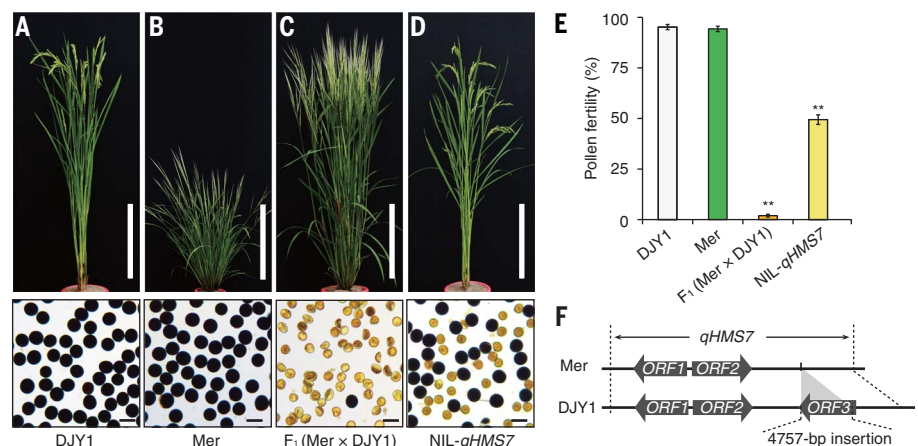 A
B
C
D
DJY1
Mer
F₁ (Mer × DJY1)
NIL-qHMS7
E
Pollen fertility (%)
100
75
50
25
0
**
**
DJY1
Mer
F₁ (Mer × DJY1)
NIL-qHMS7
F
qHMS7
Mer
ORF1
ORF2
DJY1
ORF1
ORF2
ORF3
4757-bp insertion